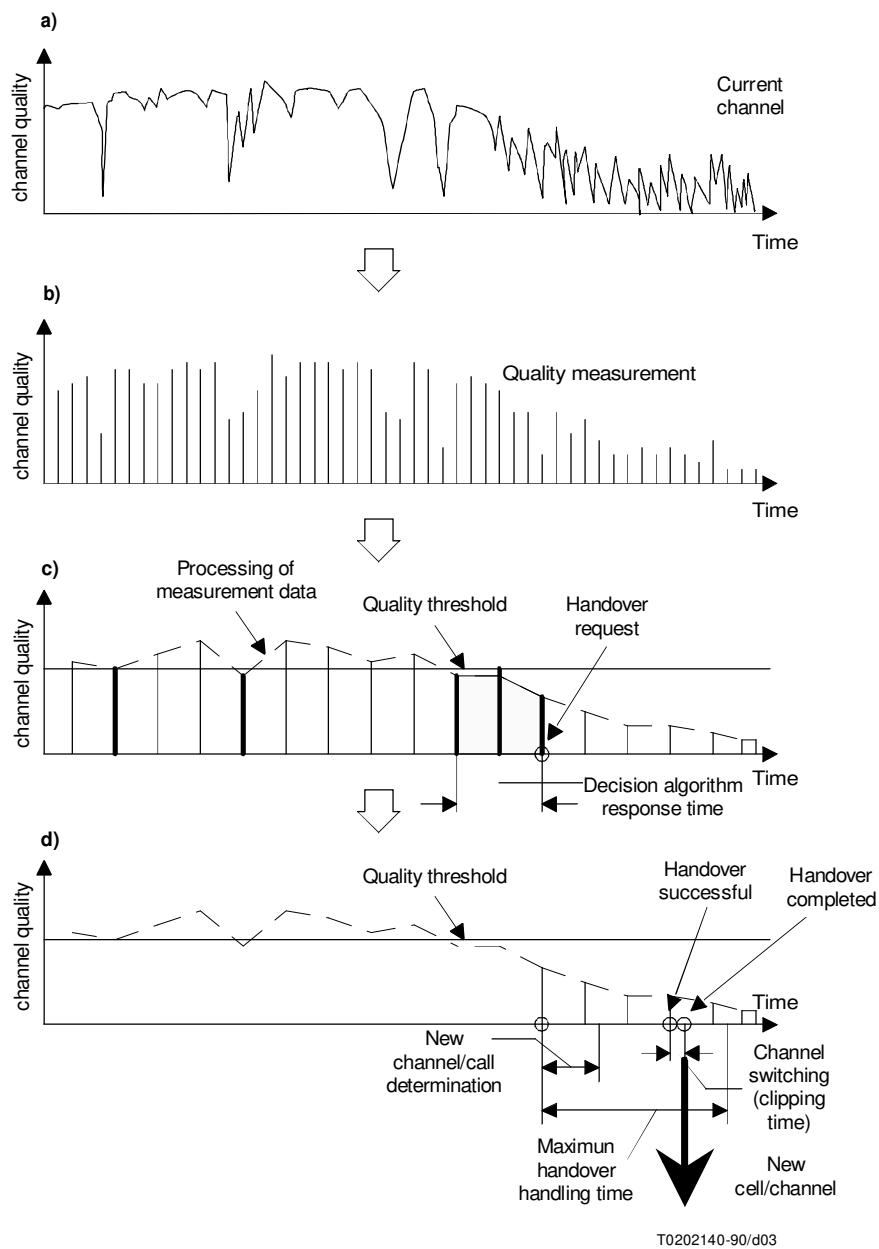 a)
channel quality
Current
channel
Time
b)
channel quality
Quality measurement
Time
c)
channel quality
Processing of
measurement data
Quality threshold
Handover
request
Time
Decision algorithm
response time
d)
channel quality
Quality threshold
Handover
successful
Handover
completed
Time
New
channel/call
determination
Channel
switching
(clipping
time)
Maximun
handover
handling time
New
cell/channel
T0202140-90/d03